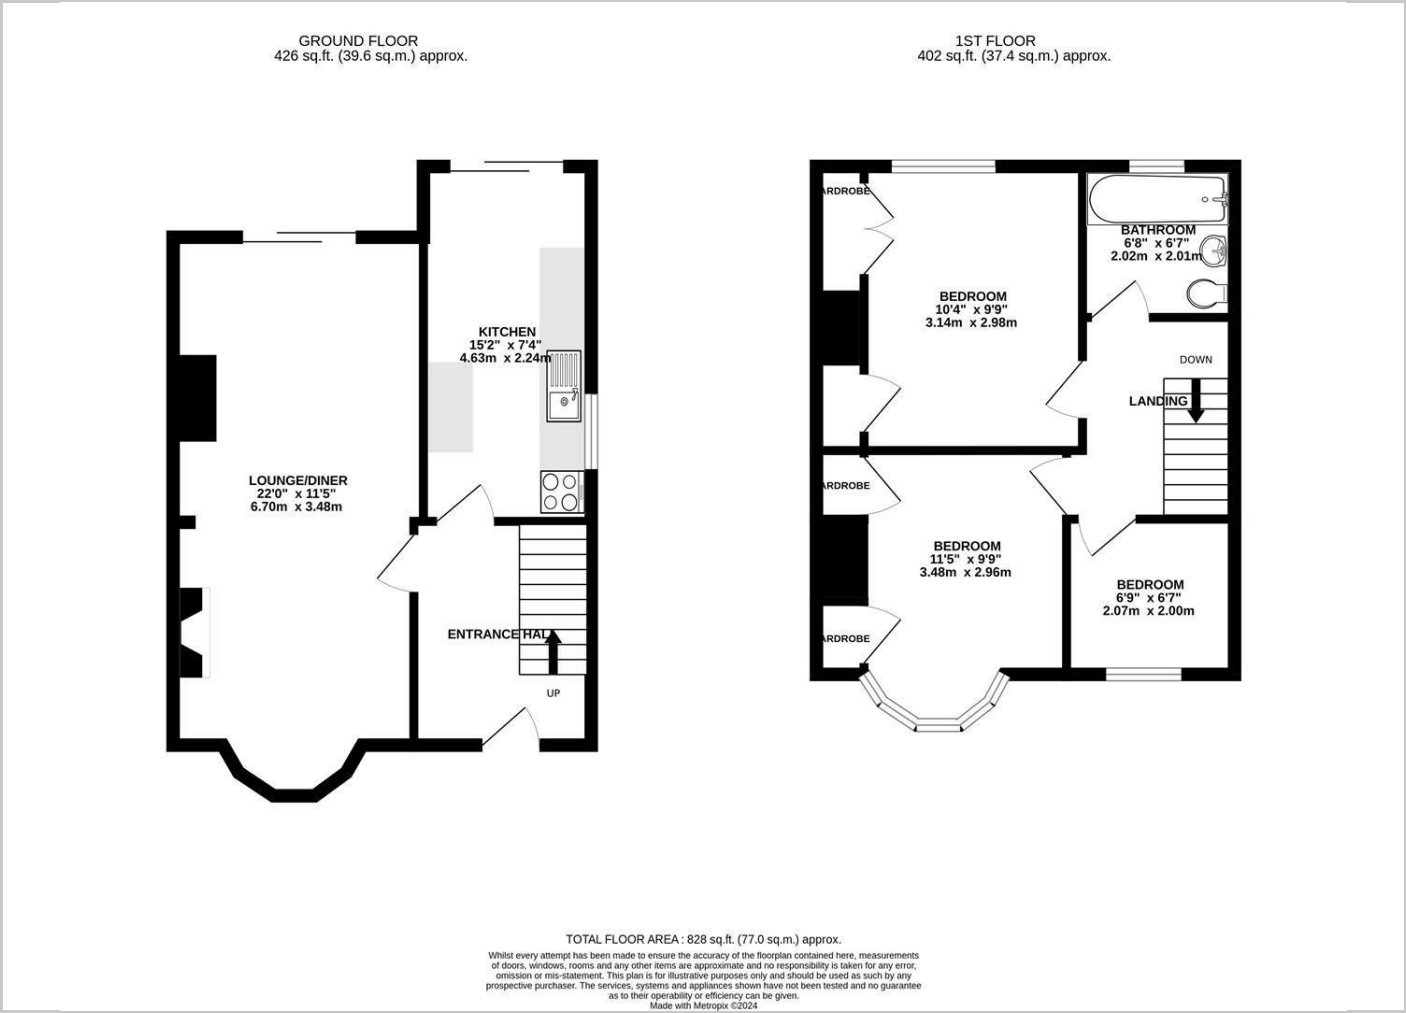 GROUND FLOOR
426 sq.ft. (39.6 sq.m.) approx.
1ST FLOOR
402 sq.ft. (37.4 sq.m.) approx.
KITCHEN
15'2" x 7'4"
4.63m x 2.24m
LOUNGE/DINER
22'0" x 11'5"
6.70m x 3.48m
ENTRANCE HALL
UP
ARDROBE
BEDROOM
10'4" x 9'9"
3.14m x 2.98m
BATHROOM
6'8" x 6'7"
2.02m x 2.01m
DOWN
LANDING
ARDROBE
BEDROOM
11'5" x 9'9"
3.48m x 2.96m
BEDROOM
6'9" x 6'7"
2.07m x 2.00m
ARDROBE
TOTAL FLOOR AREA : 828 sq.ft. (77.0 sq.m.) approx.
Whilst every attempt has been made to ensure the accuracy of the floorplan contained here, measurements
of doors, windows, rooms and any other items are approximate and no responsibility is taken for any error,
omission or mis-statement. This plan is for illustrative purposes only and should be used as such by any
prospective purchaser. The services, systems and appliances shown have not been tested and no guarantee
as to their operability or efficiency can be given.
Made with Metropix ©2024